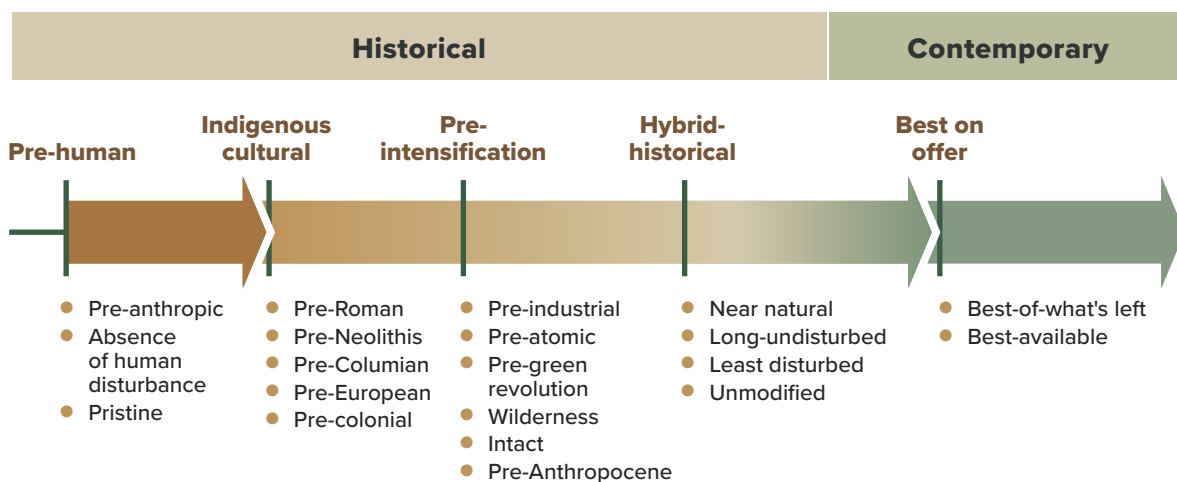 Historical
Contemporary
Pre-human
Indigenous
cultural
Pre-
intensification
Hybrid-
historical
Best on
offer
Pre-anthropic
Absence
of human
disturbance
Pristine
Pre-Roman
Pre-Neolithis
Pre-Columian
Pre-European
Pre-colonial
Pre-industrial
Pre-atomic
Pre-green
revolution
Wilderness
Intact
Pre-Anthropocene
Near natural
Long-undisturbed
Least disturbed
Unmodified
Best-of-what's left
Best-available